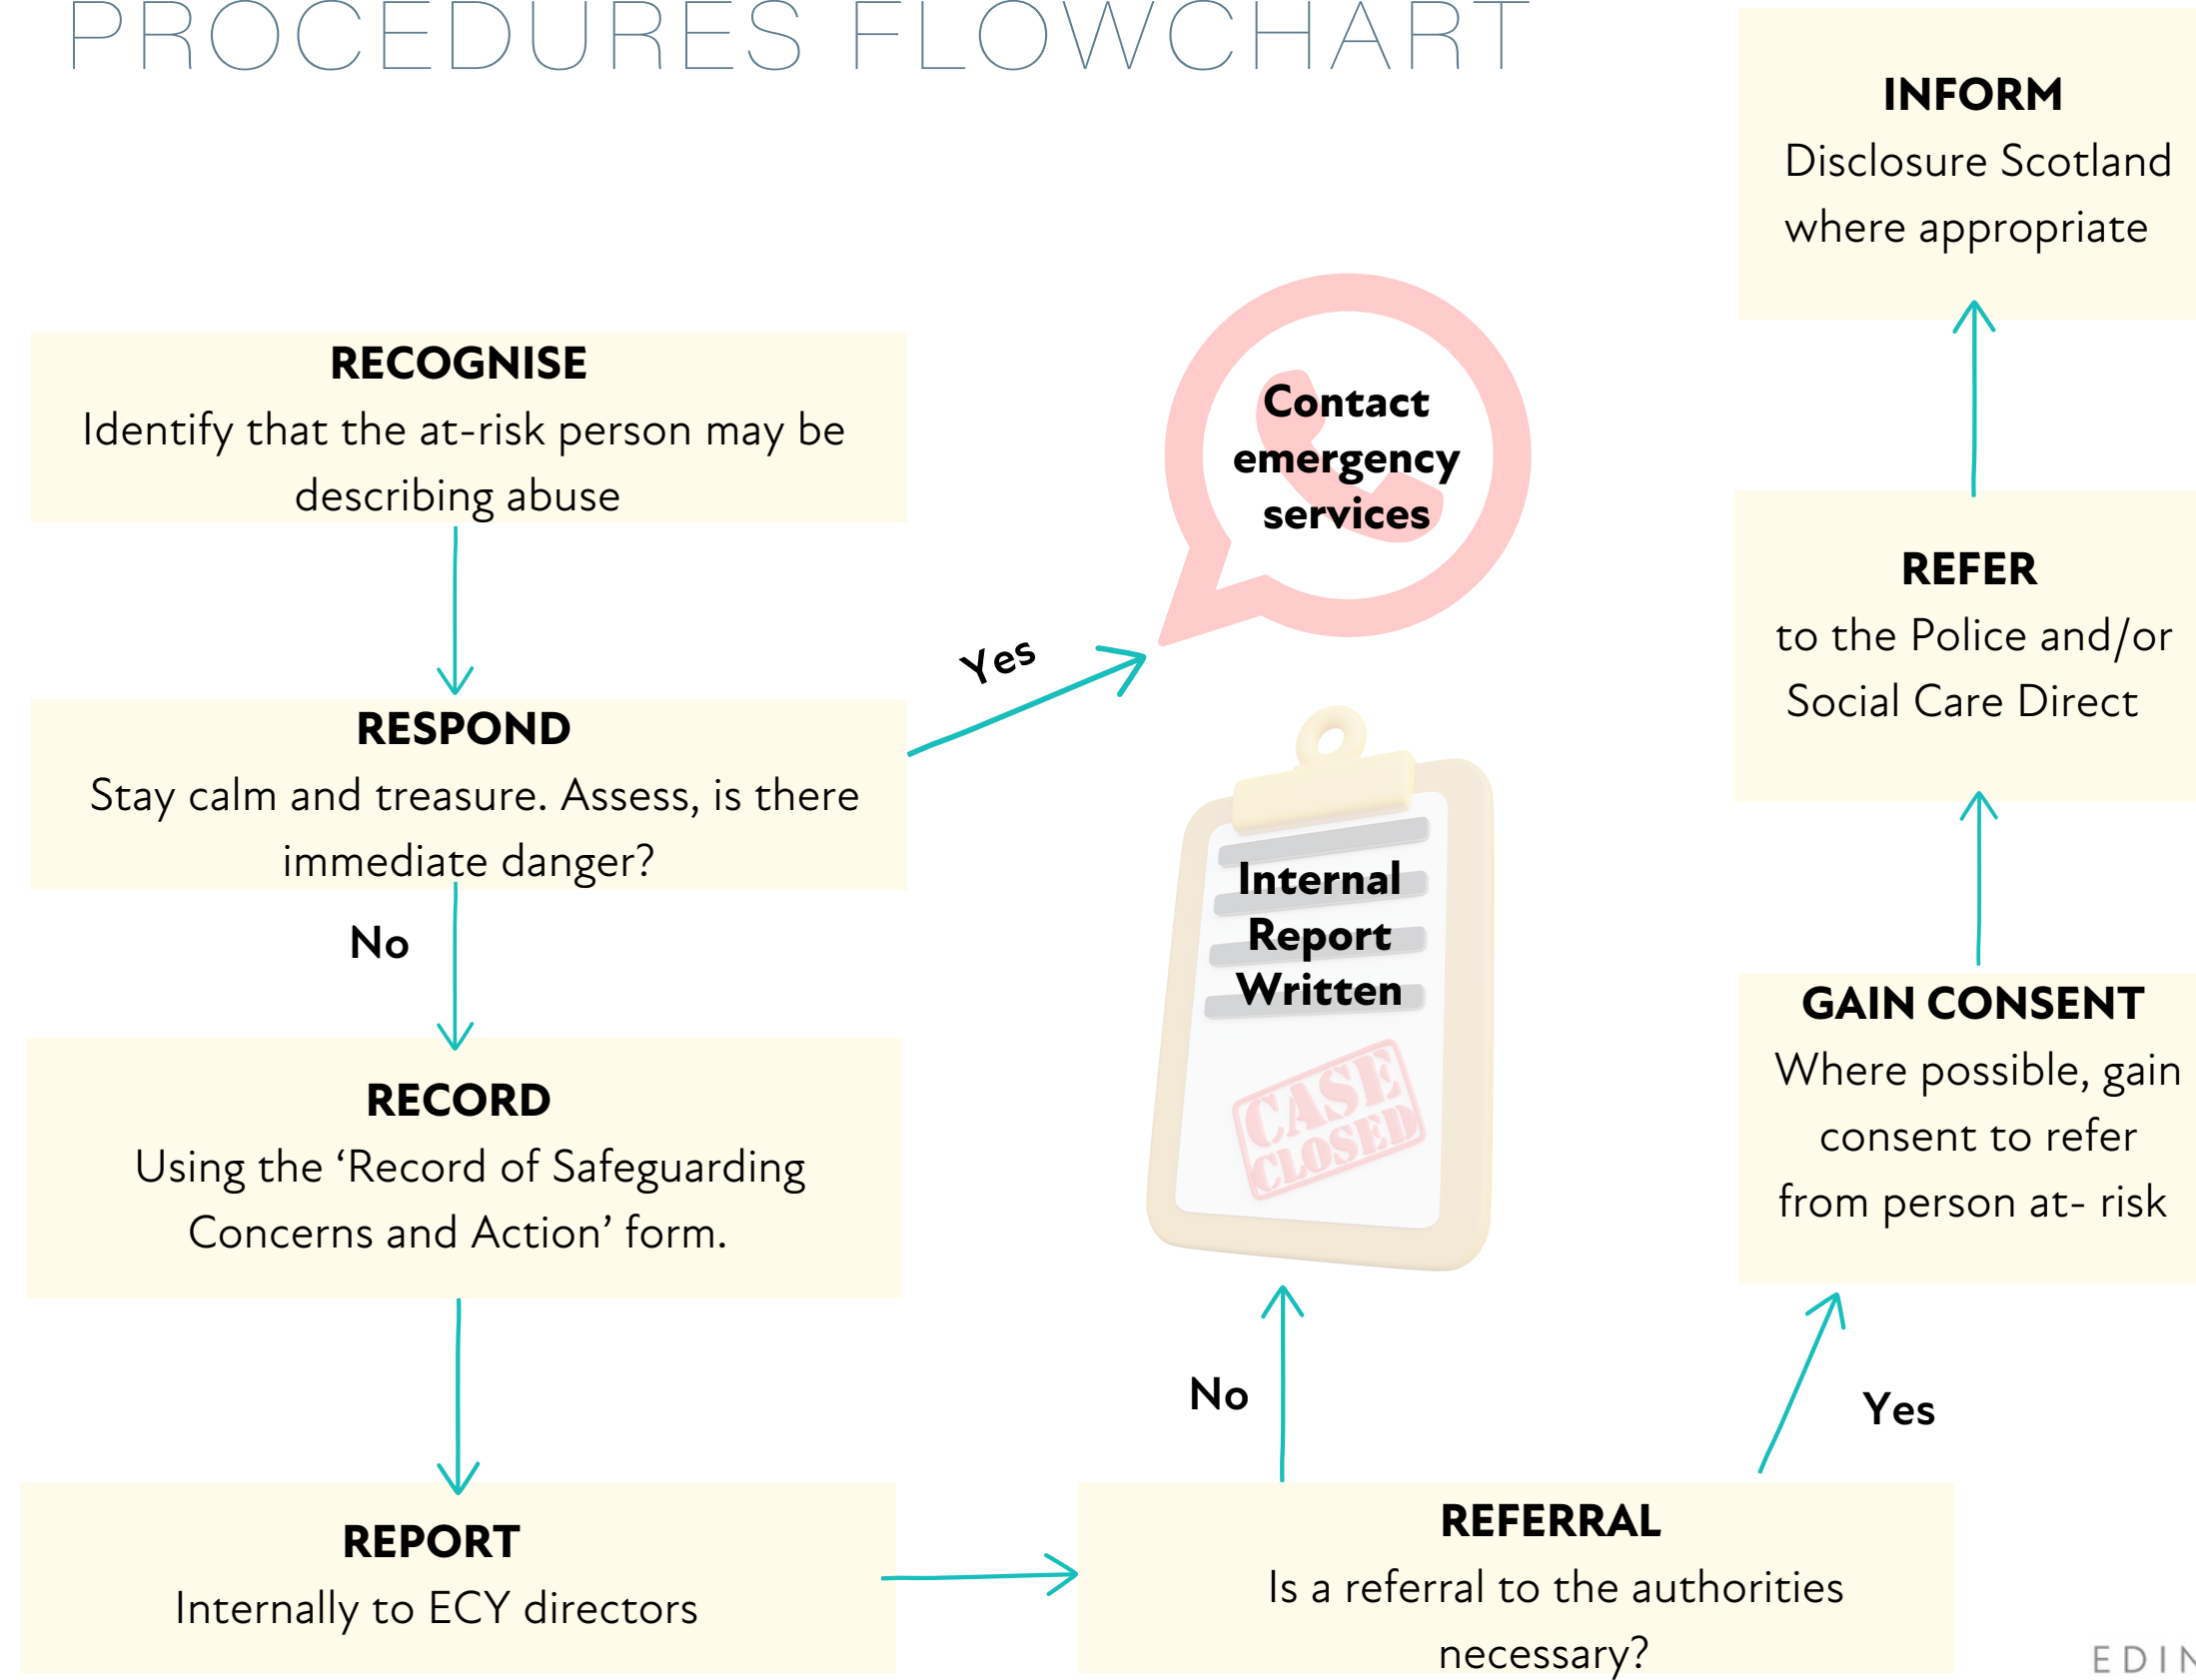 PROCEDURES FLOWCHART
RECOGNISE
Identify that the at-risk person may be
describing abuse
RESPOND
Stay calm and treasure. Assess, is there
immediate danger?
Yes
Contact
emergency
services
No
RECORD
Using the ‘Record of Safeguarding
Concerns and Action’ form.
REPORT
Internally to ECY directors
REFERRAL
Is a referral to the authorities
necessary?
No
Internal
Report
Written
CASE
CLOSED
Yes
GAIN CONSENT
Where possible, gain
consent to refer
from person at- risk
REFER
to the Police and/or
Social Care Direct
INFORM
Disclosure Scotland
where appropriate